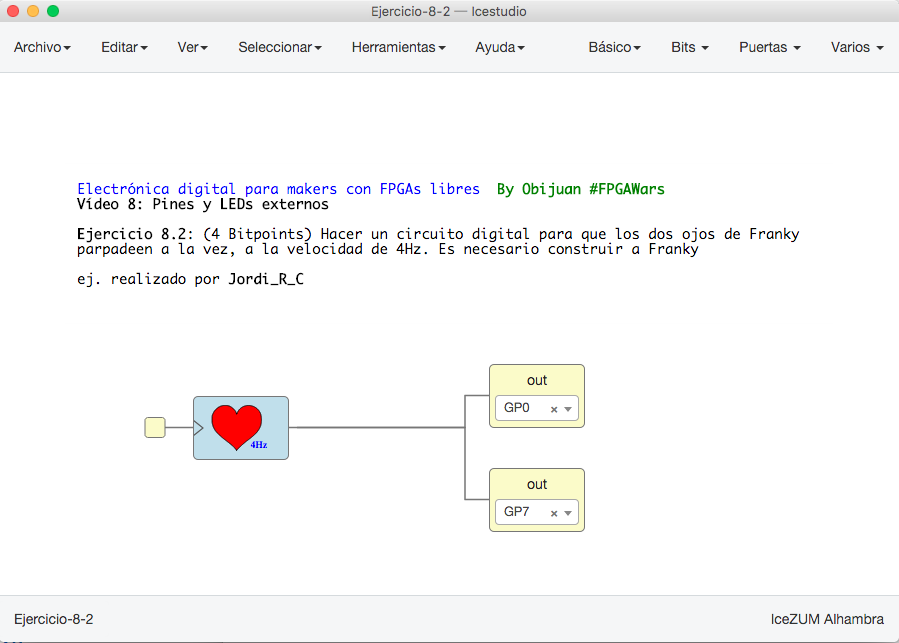 Ejercicio-8-2 — Icestudio
Archivo Editar Ver Seleccionar Herramientas Ayuda Básico Bits Puertas Varios
Electrónica digital para makers con FPGAs libres By Obijuan #FPGAWars
Vídeo 8: Pines y LEDs externos
Ejercicio 8.2: (4 Bitpoints) Hacer un circuito digital para que los dos ojos de Franky
parpadeen a la vez, a la velocidad de 4Hz. Es necesario construir a Franky
ej. realizado por Jordi_R_C
out
GP0
4Hz
out
GP7
Ejercicio-8-2 IceZUM Alhambra